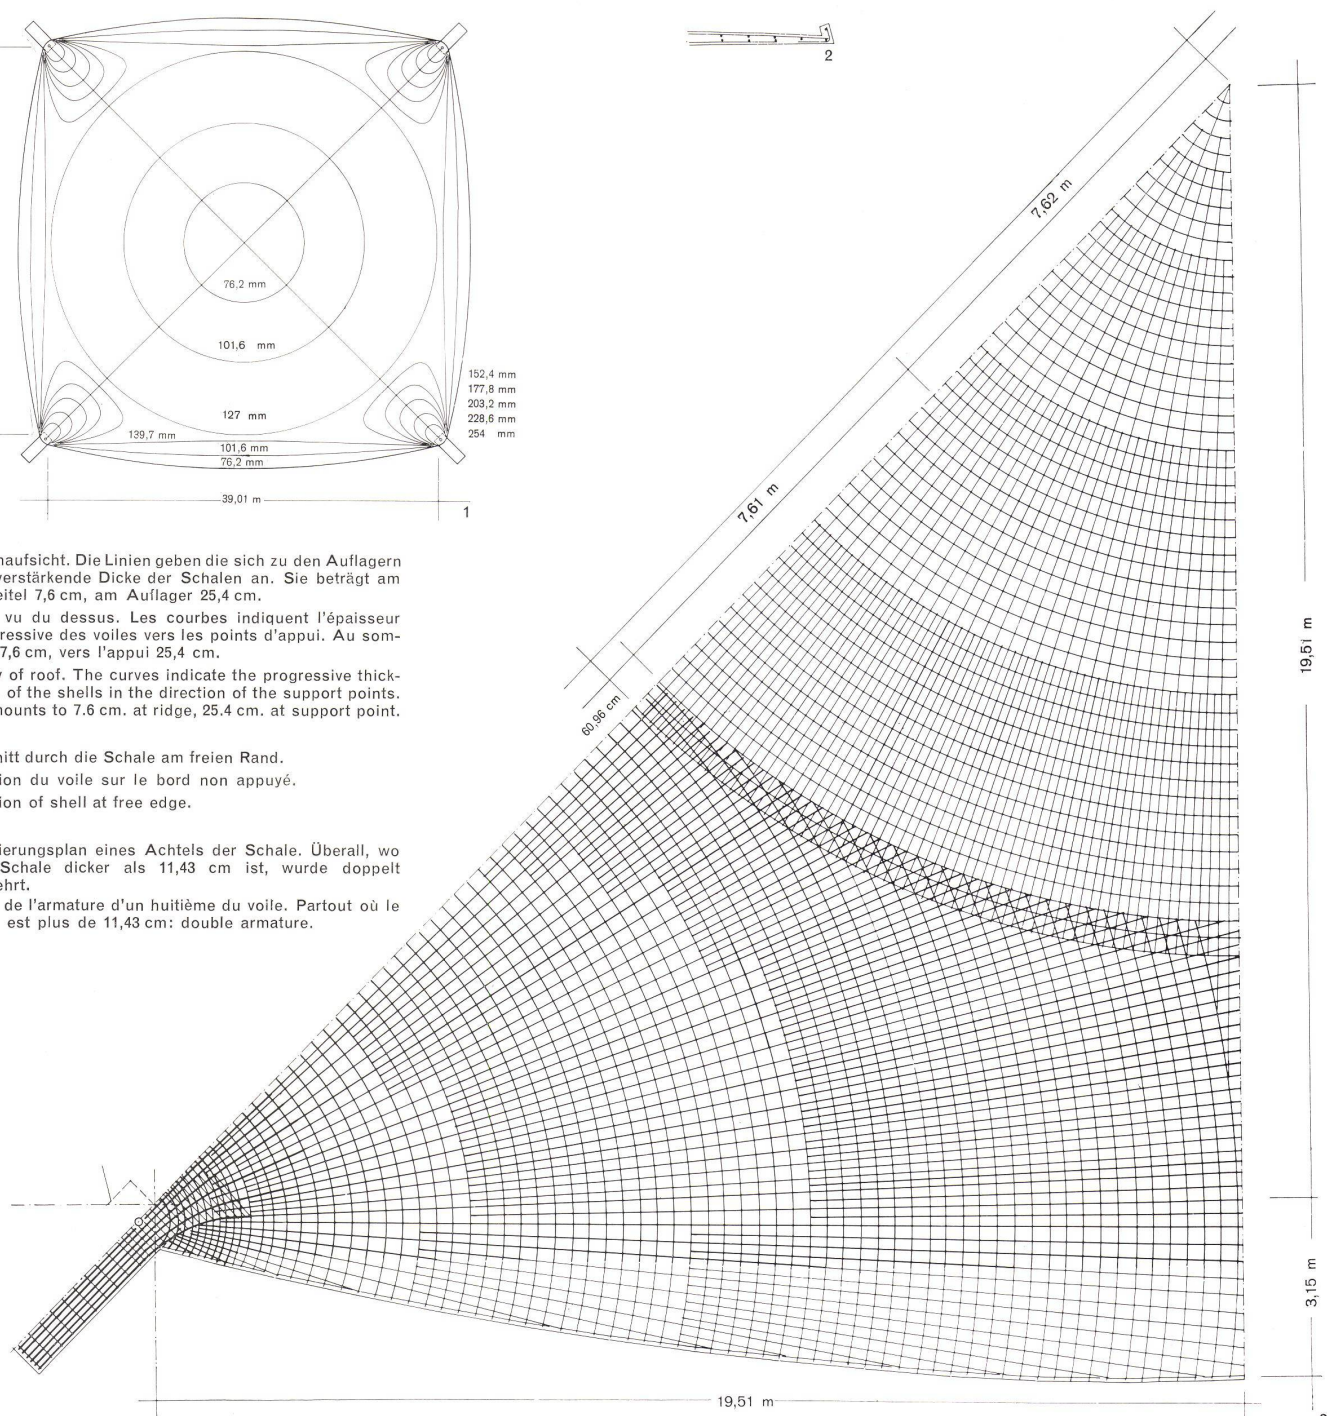 76,2 mm
101,6 mm
127 mm
139,7 mm
101,6 mm
76,2 mm
152,4 mm
177,8 mm
203,2 mm
228,6 mm
254 mm
39,01 m
1
2
naufsicht. Die Linien geben die sich zu den Auflagern
verstärkende Dicke der Schalen an. Sie beträgt am
eitel 7,6 cm, am Auflager 25,4 cm.
vu du dessus. Les courbes indiquent l'épaisseur
ressive des voiles vers les points d'appui. Au som-
7,6 cm, vers l'appui 25,4 cm.
of roof. The curves indicate the progressive thick-
of the shells in the direction of the support points.
nounts to 7.6 cm. at ridge, 25.4 cm. at support point.
nitt durch die Schale am freien Rand.
ion du voile sur le bord non appuyé.
ion of shell at free edge.
ierungsplan eines Achtels der Schale. Überall, wo
Schale dicker als 11,43 cm ist, wurde doppelt
ehrt.
de l'armature d'un huitième du voile. Partout où le
est plus de 11,43 cm: double armature.
7,62 m
7,61 m
60,96 cm
19,51 m
3,15 m
19,51 m